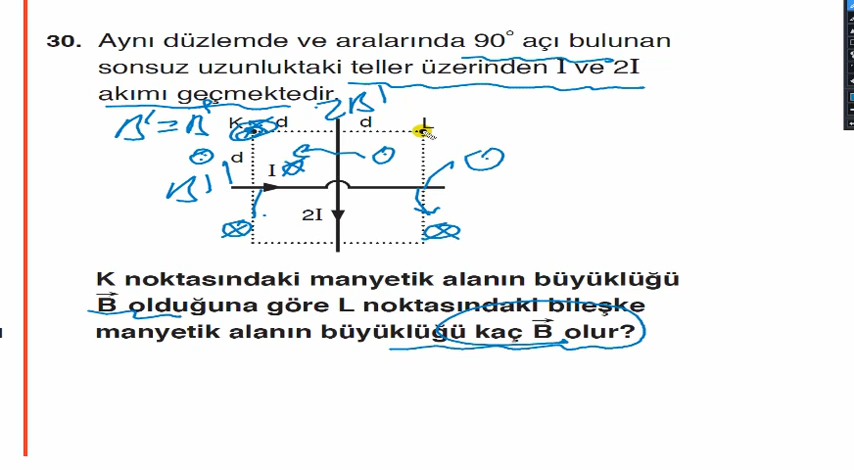 30. Aynı düzlemde ve aralarında 90° açı bulunan
sonsuz uzunluktaki teller üzerinden I ve 2I
akımı geçmektedir.
2B'
B' = B
K d d L
d
I
B'
2I
K noktasındaki manyetik alanın büyüklüğü
B⃗ olduğuna göre L noktasındaki bileşke
manyetik alanın büyüklüğü kaç B⃗ olur?